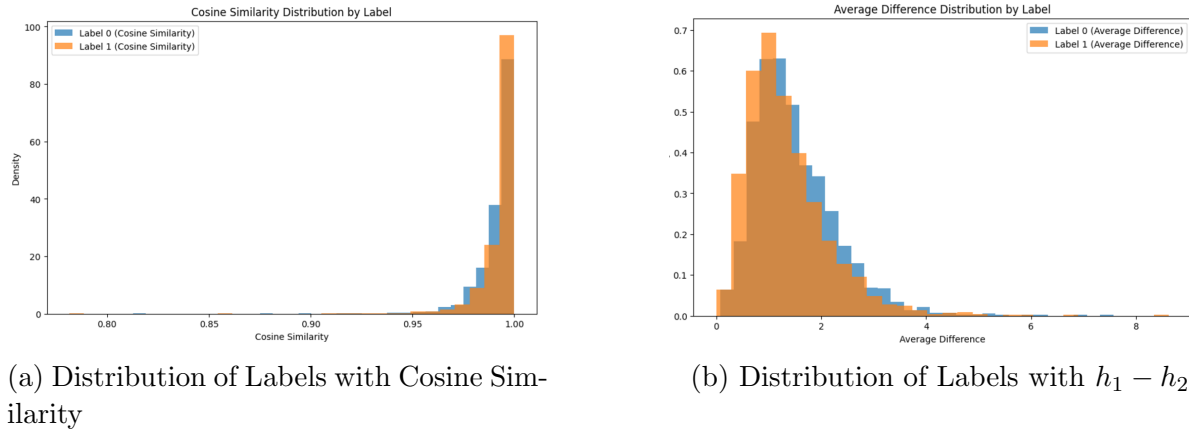 Cosine Similarity Distribution by Label
100
80
60
40
20
0
Density
Label 0 (Cosine Similarity)
Label 1 (Cosine Similarity)
0.80 0.85 0.90 0.95 1.00
Cosine Similarity
(a) Distribution of Labels with Cosine Sim-
ilarity
Average Difference Distribution by Label
0.7
0.6
0.5
0.4
0.3
0.2
0.1
0.0
Label 0 (Average Difference)
Label 1 (Average Difference)
0 2 4 6 8
Average Difference
(b) Distribution of Labels with h₁ − h₂